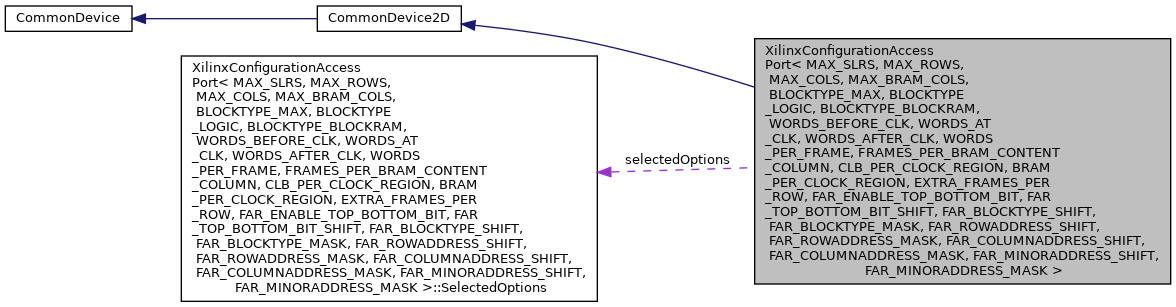 CommonDevice
CommonDevice2D
XilinxConfigurationAccess
Port< MAX_SLRS, MAX_ROWS,
MAX_COLS, MAX_BRAM_COLS,
BLOCKTYPE_MAX, BLOCKTYPE
_LOGIC, BLOCKTYPE_BLOCKRAM,
WORDS_BEFORE_CLK, WORDS_AT
_CLK, WORDS_AFTER_CLK, WORDS
_PER_FRAME, FRAMES_PER_BRAM_CONTENT
_COLUMN, CLB_PER_CLOCK_REGION, BRAM
_PER_CLOCK_REGION, EXTRA_FRAMES_PER
_ROW, FAR_ENABLE_TOP_BOTTOM_BIT, FAR
_TOP_BOTTOM_BIT_SHIFT, FAR_BLOCKTYPE_SHIFT,
FAR_BLOCKTYPE_MASK, FAR_ROWADDRESS_SHIFT,
FAR_ROWADDRESS_MASK, FAR_COLUMNADDRESS_SHIFT,
FAR_COLUMNADDRESS_MASK, FAR_MINORADDRESS_SHIFT,
FAR_MINORADDRESS_MASK >::SelectedOptions
selectedOptions
XilinxConfigurationAccess
Port< MAX_SLRS, MAX_ROWS,
MAX_COLS, MAX_BRAM_COLS,
BLOCKTYPE_MAX, BLOCKTYPE
_LOGIC, BLOCKTYPE_BLOCKRAM,
WORDS_BEFORE_CLK, WORDS_AT
_CLK, WORDS_AFTER_CLK, WORDS
_PER_FRAME, FRAMES_PER_BRAM_CONTENT
_COLUMN, CLB_PER_CLOCK_REGION, BRAM
_PER_CLOCK_REGION, EXTRA_FRAMES_PER
_ROW, FAR_ENABLE_TOP_BOTTOM_BIT, FAR
_TOP_BOTTOM_BIT_SHIFT, FAR_BLOCKTYPE_SHIFT,
FAR_BLOCKTYPE_MASK, FAR_ROWADDRESS_SHIFT,
FAR_ROWADDRESS_MASK, FAR_COLUMNADDRESS_SHIFT,
FAR_COLUMNADDRESS_MASK, FAR_MINORADDRESS_SHIFT,
FAR_MINORADDRESS_MASK >